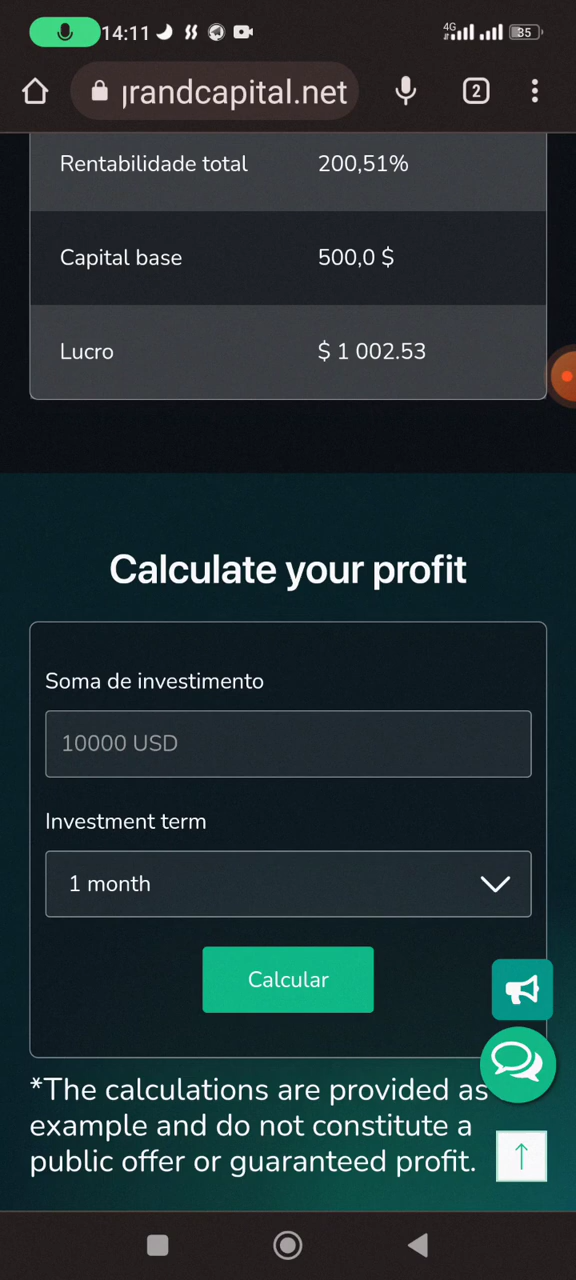 14:11
4G
35
grandcapital.net
2
Rentabilidade total 200,51%
Capital base 500,0 $
Lucro $ 1 002.53
Calculate your profit
Soma de investimento
10000 USD
Investment term
1 month
Calcular
*The calculations are provided as
example and do not constitute a
public offer or guaranteed profit.